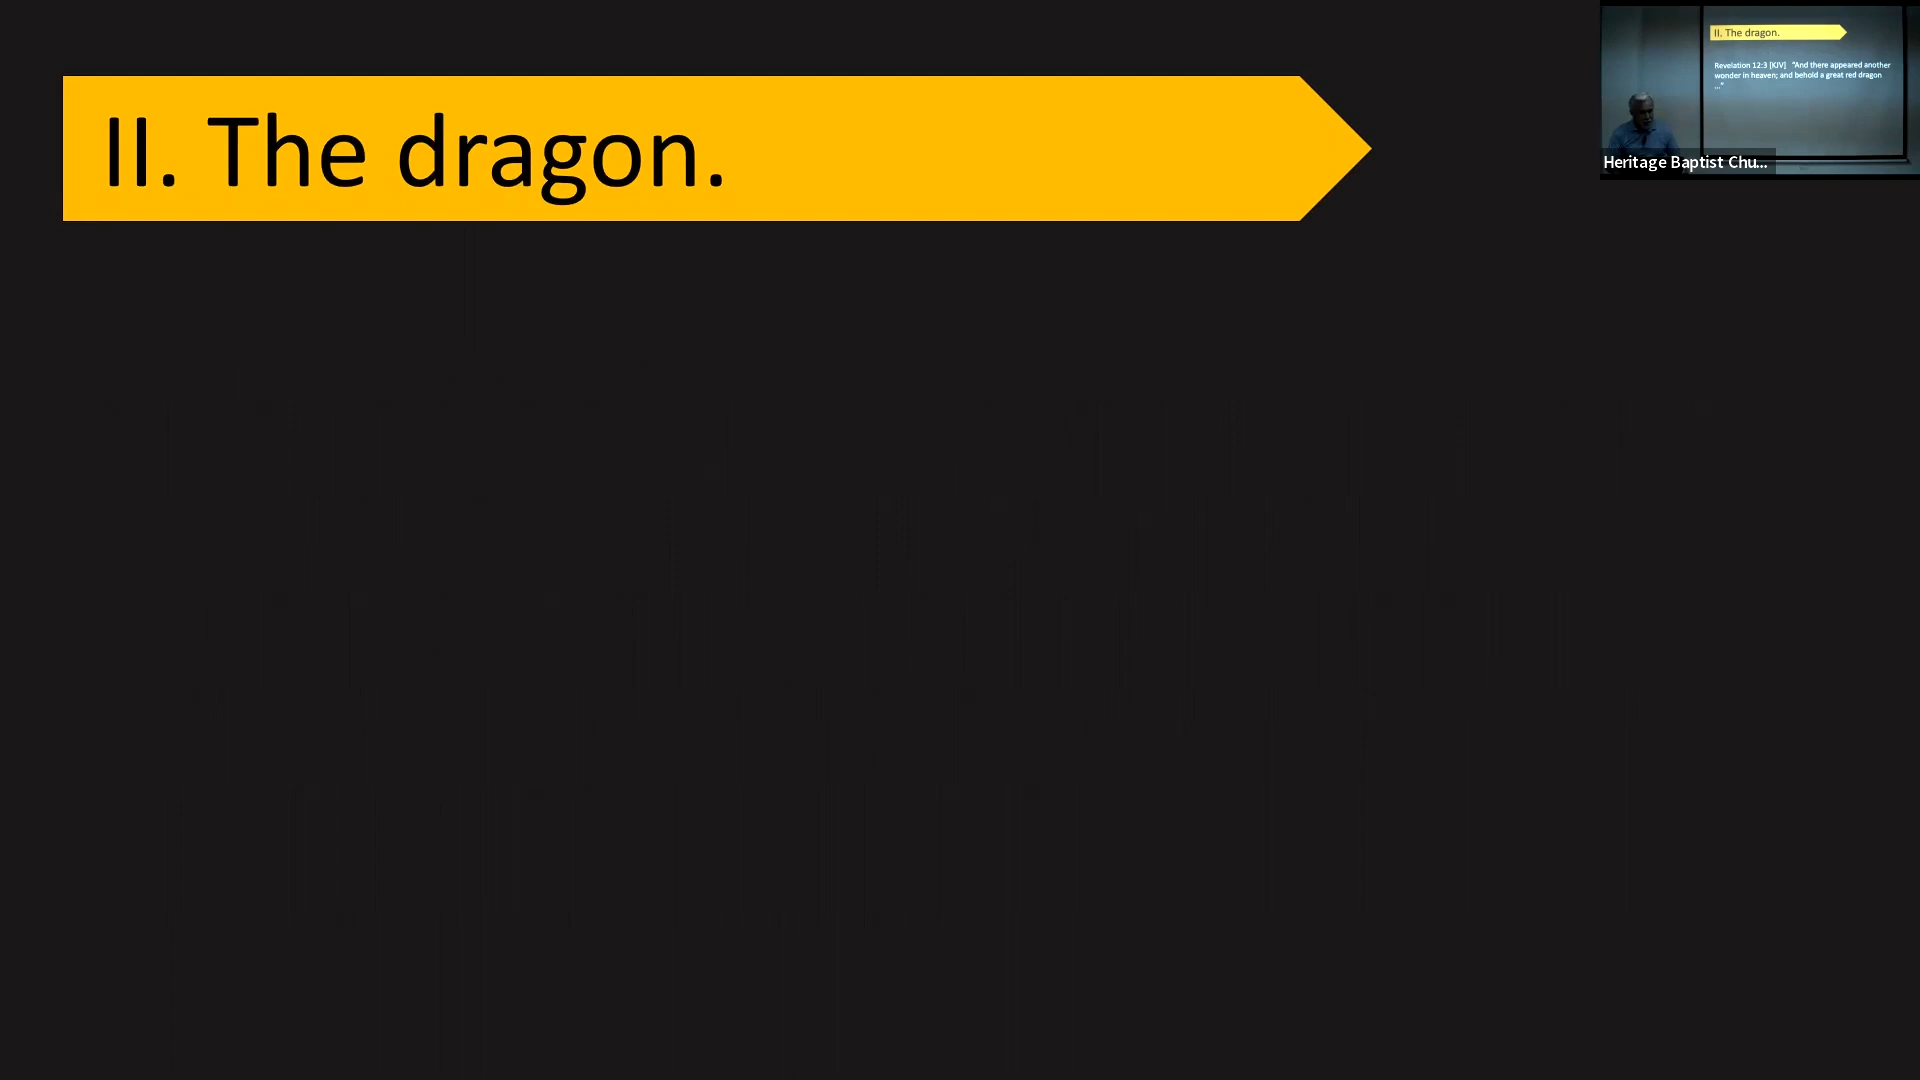 II. The dragon.
II. The dragon.
Revelation 12:3 [KJV] "And there appeared another
wonder in heaven; and behold a great red dragon
..."
Heritage Baptist Chu...